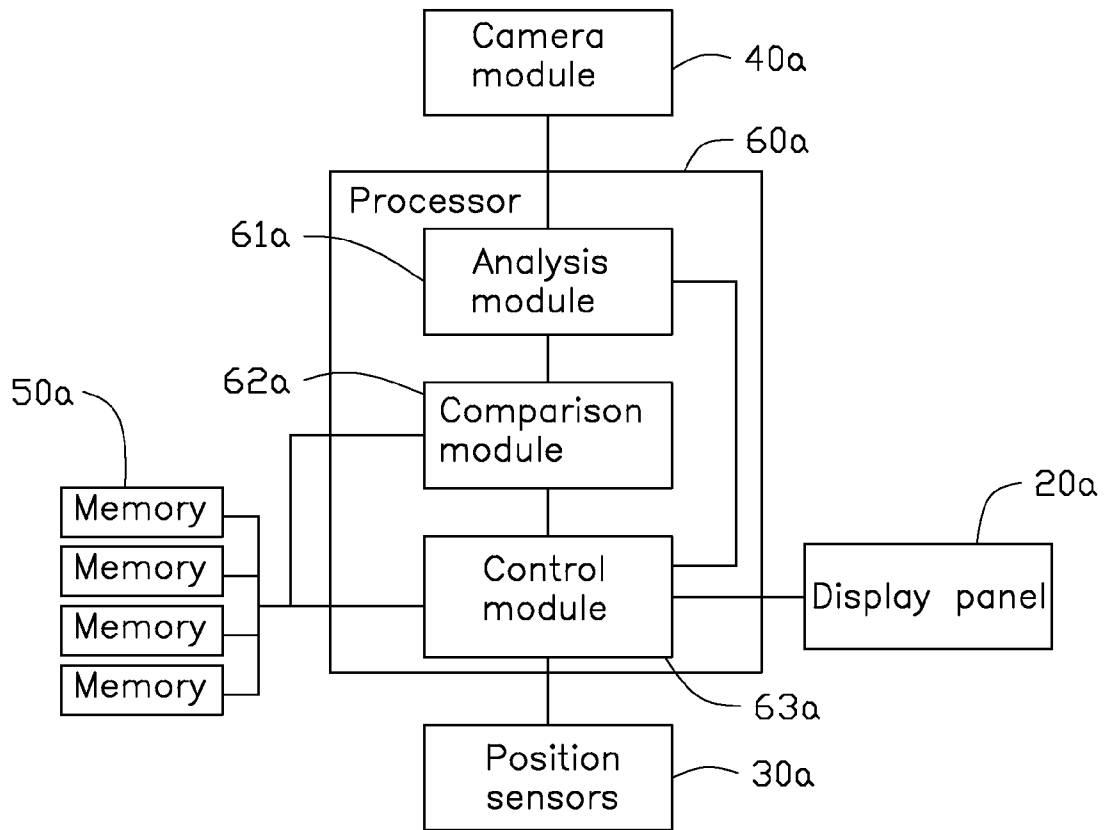 Camera
module
40a
60a
Processor
61a
Analysis
module
50a
62a
Comparison
module
20a
Memory
Memory
Memory
Memory
Control
module
Display panel
63a
Position
sensors
30a